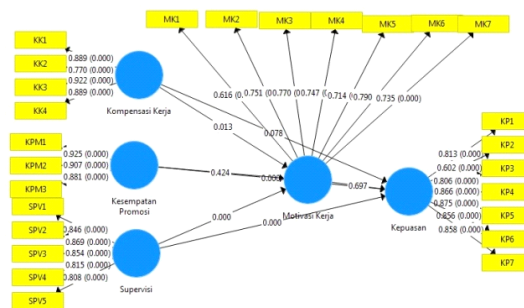 MK1
MK2
MK3
MK4
MK5
MK6
MK7
KK1
KK2
KK3
KK4
0.889 (0.000)
0.770 (0.000)
0.922 (0.000)
0.889 (0.000)
Kompensasi Kerja
0.616
0.751
0.770
0.747
0.714
0.790
0.735 (0.000)
0.013
0.078
KPM1
KPM2
KPM3
0.925 (0.000)
0.907 (0.000)
0.881 (0.000)
Kesempatan
Promosi
0.424
0.000
Motivasi Kerja
0.697
Kepuasan
SPV1
SPV2
SPV3
SPV4
SPV5
0.846 (0.000)
0.869 (0.000)
0.854 (0.000)
0.815 (0.000)
0.808 (0.000)
Supervisi
0.000
0.000
KP1
KP2
KP3
KP4
KP5
KP6
KP7
0.813 (0.000)
0.602 (0.000)
0.806 (0.000)
0.866 (0.000)
0.875 (0.000)
0.856 (0.000)
0.858 (0.000)